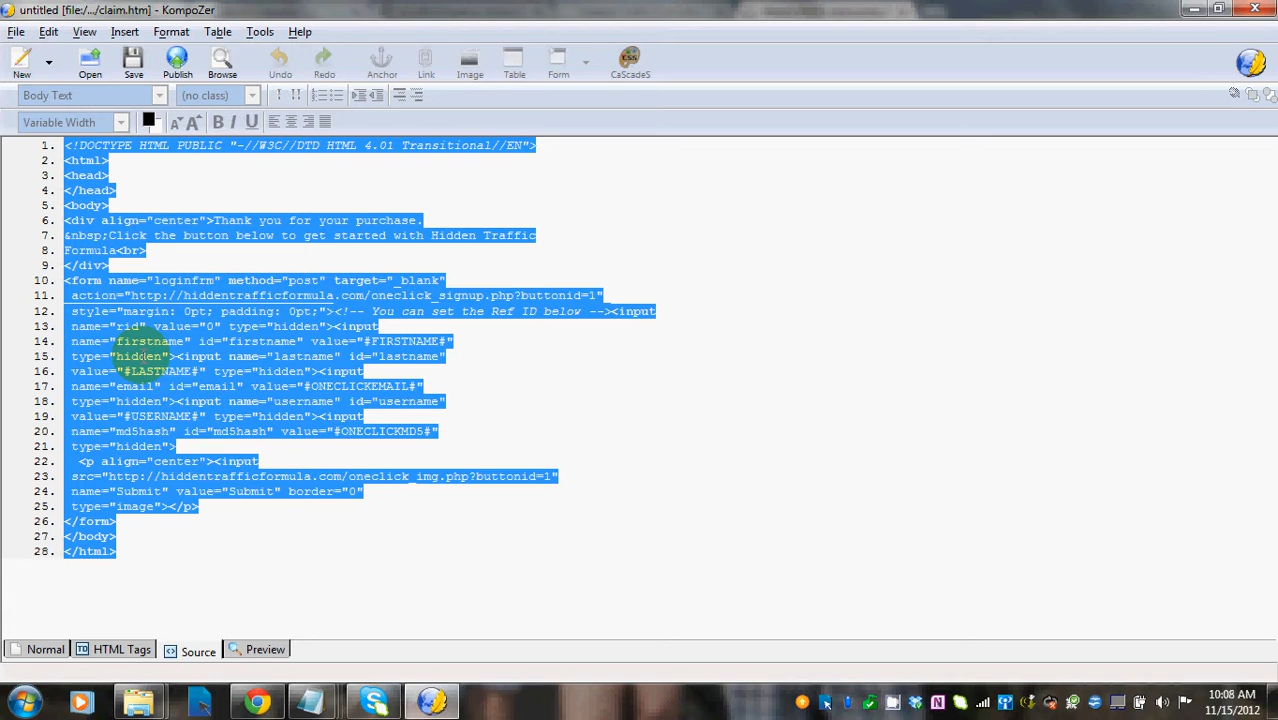 untitled [file:/.../claim.htm] - KompoZer
File Edit View Insert Format Table Tools Help
New Open Save Publish Browse Undo Redo Anchor Link Image Table Form CaScadeS
Body Text (no class)
Variable Width B i U
1. <!DOCTYPE HTML PUBLIC "-//W3C//DTD HTML 4.01 Transitional//EN">
2. <html>
3. <head>
4. </head>
5. <body>
6. <div align="center">Thank you for your purchase.
7. &nbsp;Click the button below to get started with Hidden Traffic
8. Formula<br>
9. </div>
10. <form name="loginfrm" method="post" target="_blank"
11. action="http://hiddentrafficformula.com/oneclick_signup.php?buttonid=1"
12. style="margin: 0pt; padding: 0pt;"><!-- You can set the Ref ID below --><input
13. name="rid" value="0" type="hidden"><input
14. name="firstname" id="firstname" value="#FIRSTNAME#"
15. type="hidden"><input name="lastname" id="lastname"
16. value="#LASTNAME#" type="hidden"><input
17. name="email" id="email" value="#ONECLICKEMAIL#"
18. type="hidden"><input name="username" id="username"
19. value="#USERNAME#" type="hidden"><input
20. name="md5hash" id="md5hash" value="#ONECLICKMD5#"
21. type="hidden">
22. <p align="center"><input
23. src="http://hiddentrafficformula.com/oneclick_img.php?buttonid=1"
24. name="Submit" value="Submit" border="0"
25. type="image"></p>
26. </form>
27. </body>
28. </html>
Normal HTML Tags Source Preview
10:08 AM
11/15/2012